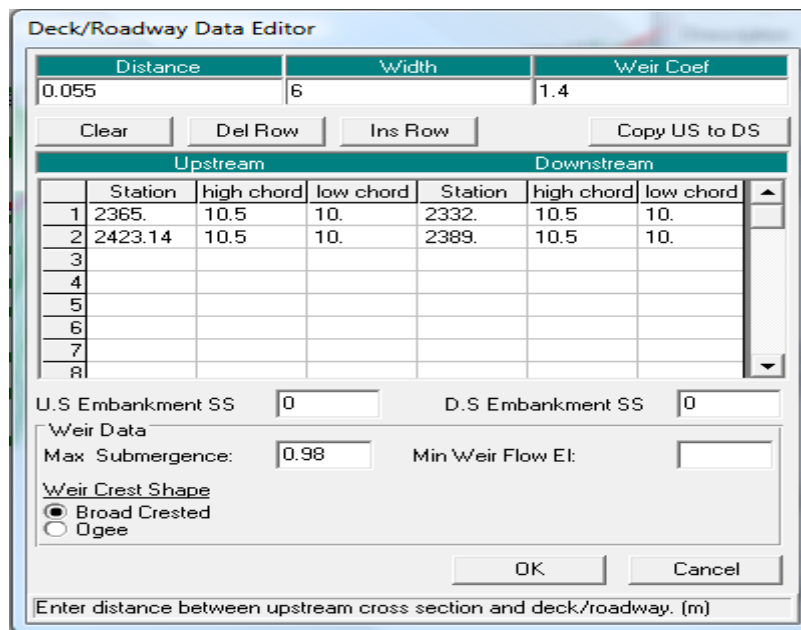 Deck/Roadway Data Editor
Distance Width Weir Coef
0.055 6 1.4
Clear Del Row Ins Row Copy US to DS
Upstream Downstream
Station high chord low chord Station high chord low chord
1 2365. 10.5 10. 2332. 10.5 10.
2 2423.14 10.5 10. 2389. 10.5 10.
3
4
5
6
7
8
U.S Embankment SS 0 D.S Embankment SS 0
Weir Data
Max Submergence: 0.98 Min Weir Flow El:
Weir Crest Shape
Broad Crested
Ogee
OK Cancel
Enter distance between upstream cross section and deck/roadway. (m)